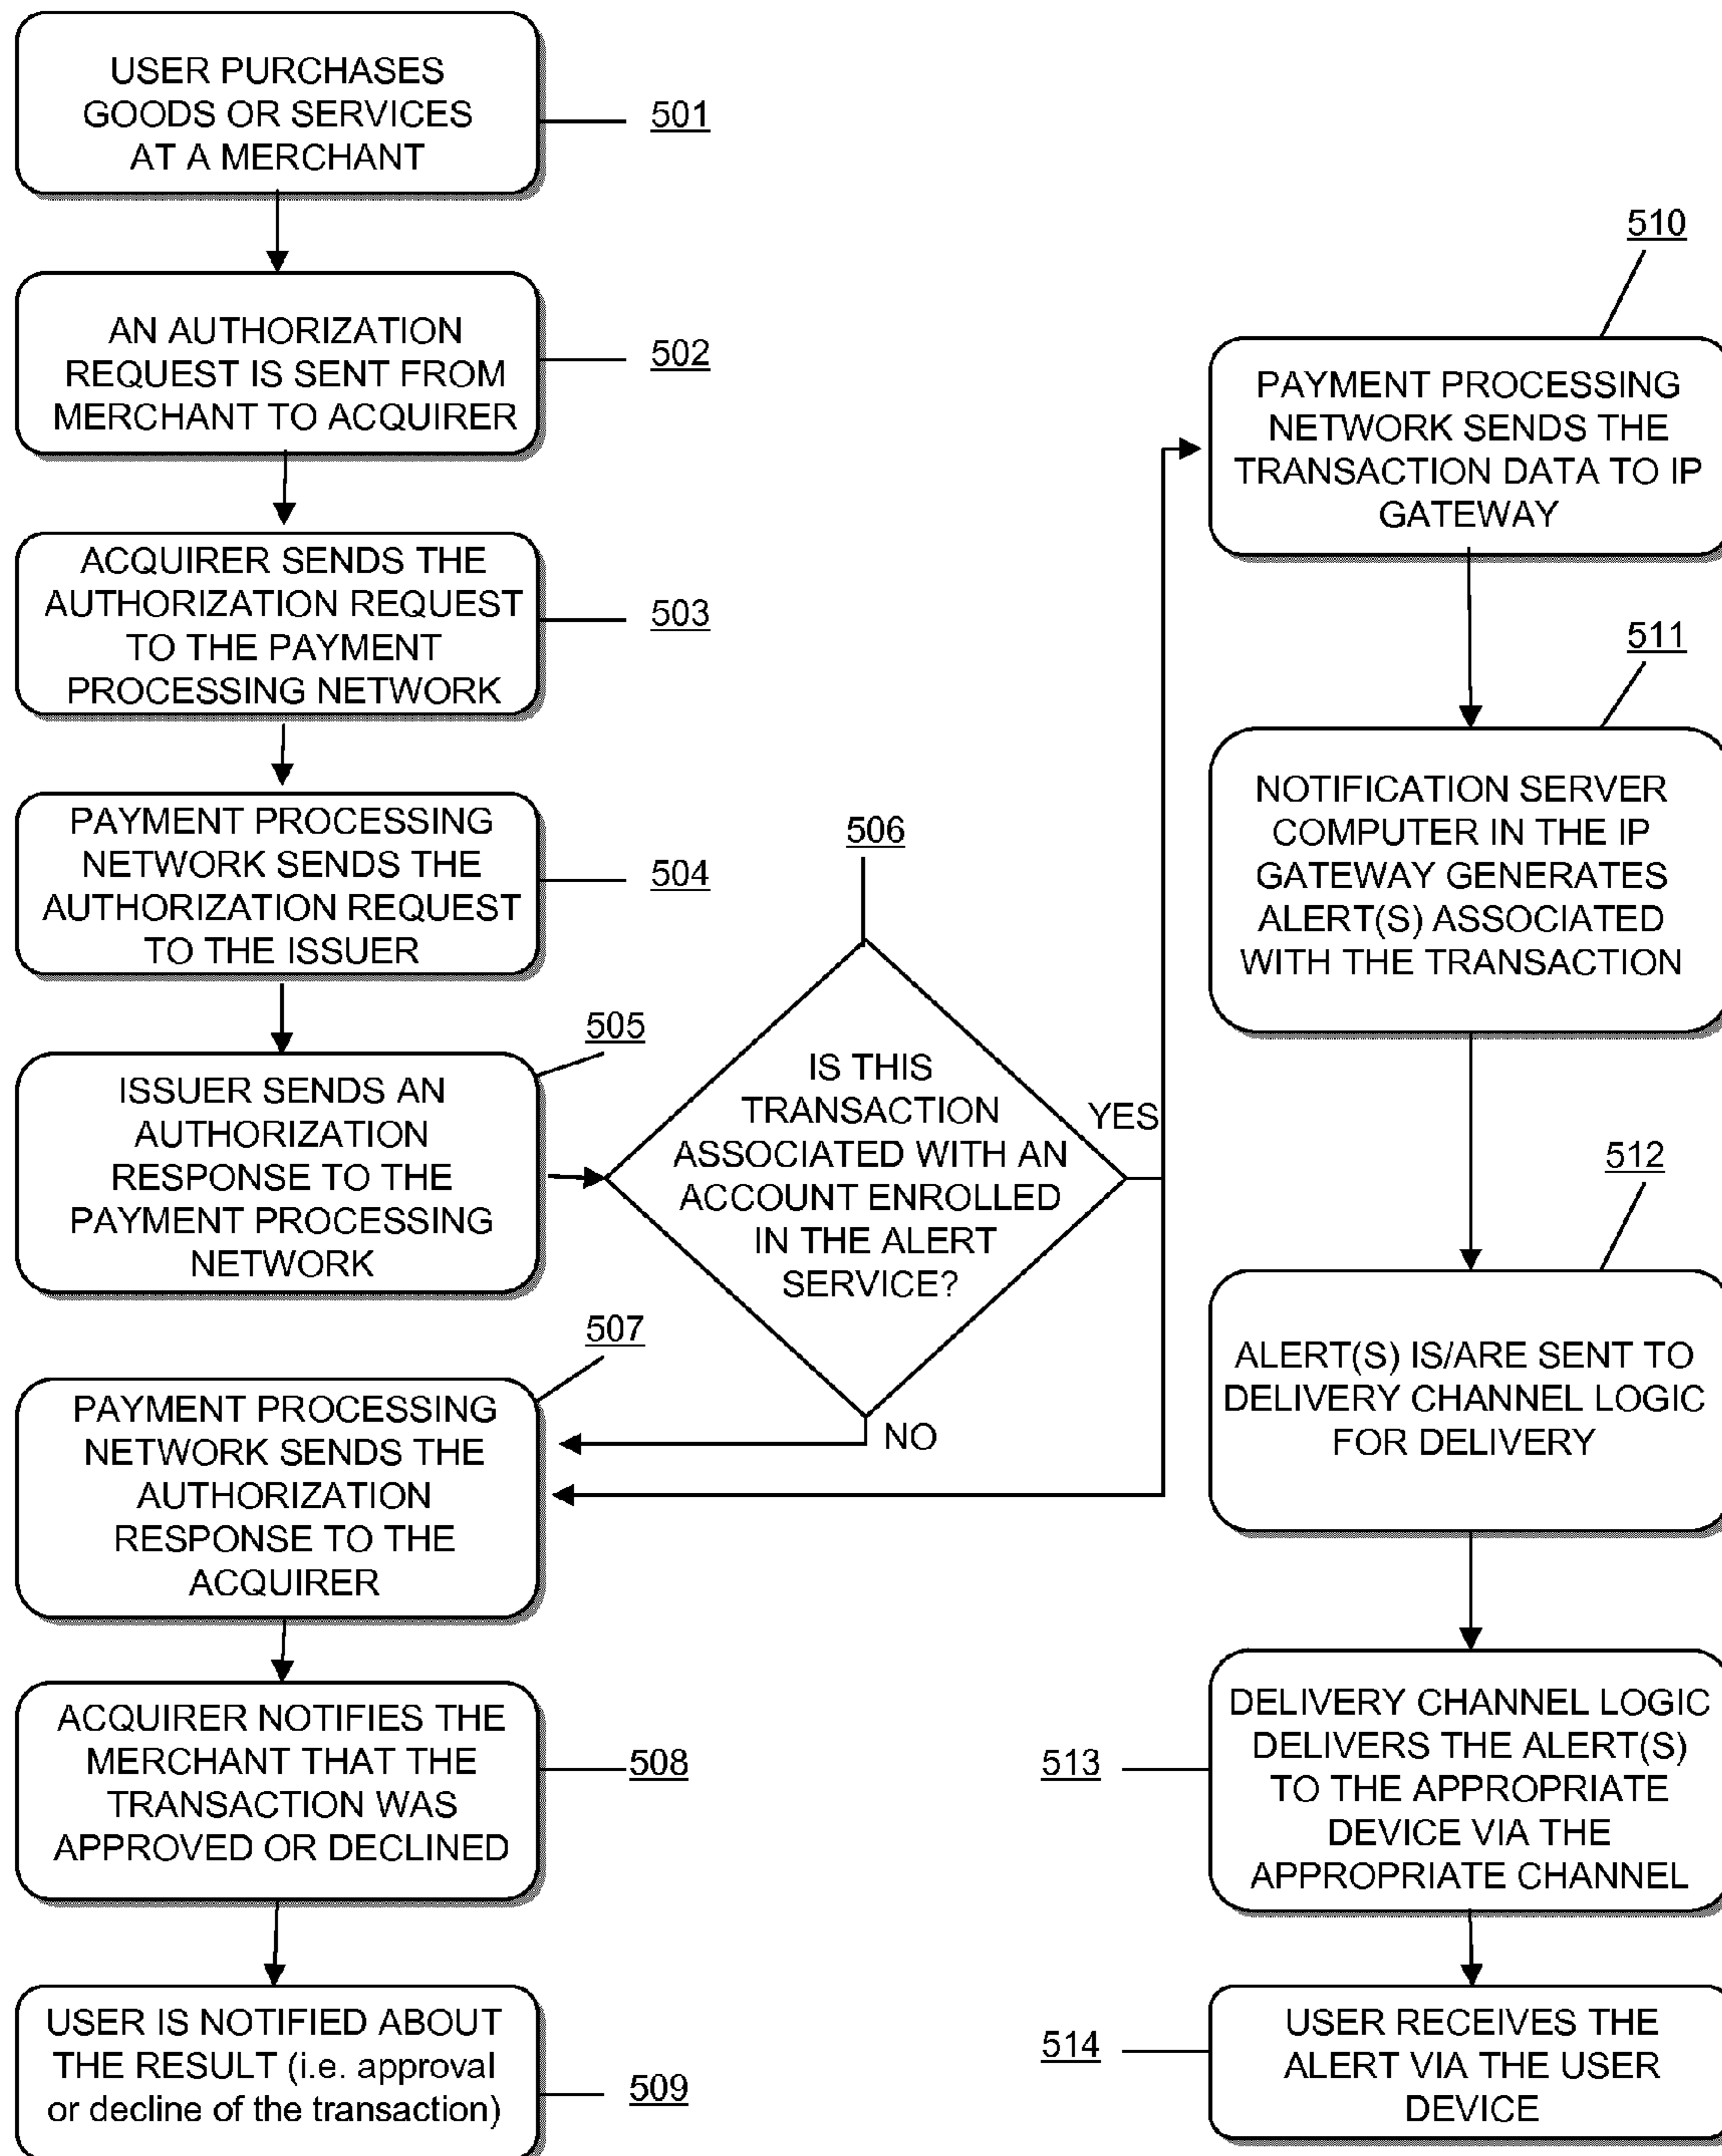 USER PURCHASES
GOODS OR SERVICES
AT A MERCHANT
501
AN AUTHORIZATION
REQUEST IS SENT FROM
MERCHANT TO ACQUIRER
502
ACQUIRER SENDS THE
AUTHORIZATION REQUEST
TO THE PAYMENT
PROCESSING NETWORK
503
PAYMENT PROCESSING
NETWORK SENDS THE
AUTHORIZATION REQUEST
TO THE ISSUER
504
505
ISSUER SENDS AN
AUTHORIZATION
RESPONSE TO THE
PAYMENT PROCESSING
NETWORK
506
IS THIS
TRANSACTION
ASSOCIATED WITH AN
ACCOUNT ENROLLED
IN THE ALERT
SERVICE?
YES
NO
507
PAYMENT PROCESSING
NETWORK SENDS THE
AUTHORIZATION
RESPONSE TO THE
ACQUIRER
ACQUIRER NOTIFIES THE
MERCHANT THAT THE
TRANSACTION WAS
APPROVED OR DECLINED
508
USER IS NOTIFIED ABOUT
THE RESULT (i.e. approval
or decline of the transaction)
509
510
PAYMENT PROCESSING
NETWORK SENDS THE
TRANSACTION DATA TO IP
GATEWAY
511
NOTIFICATION SERVER
COMPUTER IN THE IP
GATEWAY GENERATES
ALERT(S) ASSOCIATED
WITH THE TRANSACTION
512
ALERT(S) IS/ARE SENT TO
DELIVERY CHANNEL LOGIC
FOR DELIVERY
513
DELIVERY CHANNEL LOGIC
DELIVERS THE ALERT(S)
TO THE APPROPRIATE
DEVICE VIA THE
APPROPRIATE CHANNEL
514
USER RECEIVES THE
ALERT VIA THE USER
DEVICE